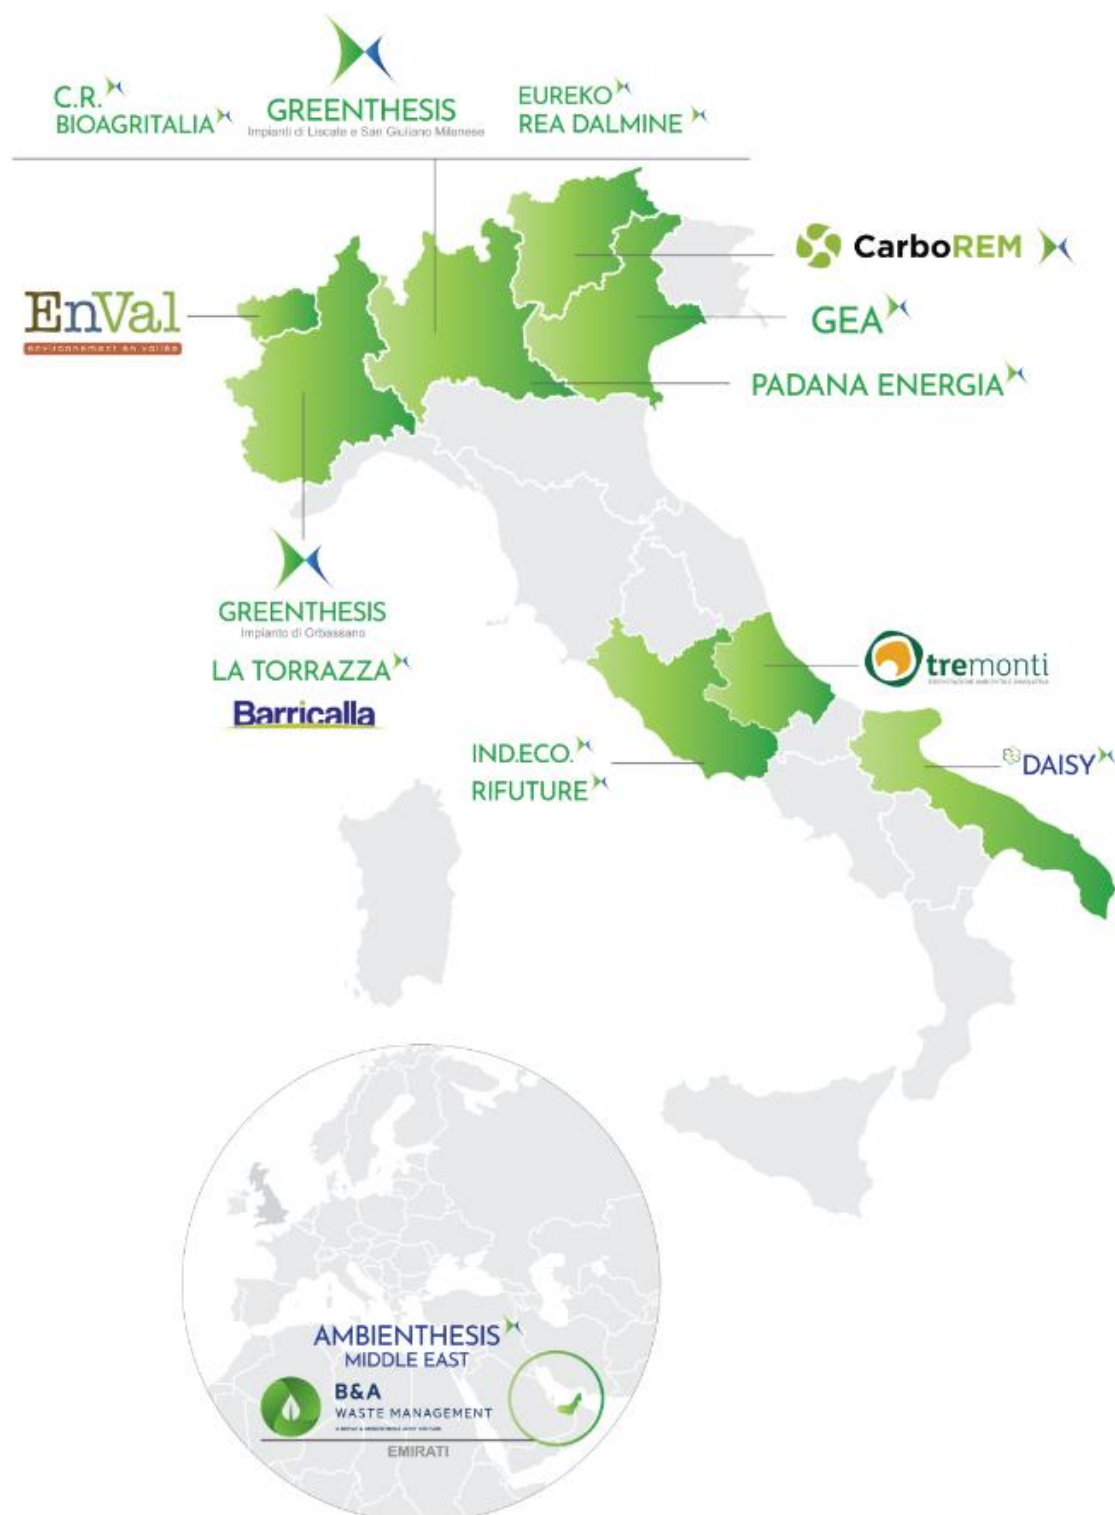 C.R.
BIOAGRITALIA
GREENTHESIS
Impianti di Liscate e San Giuliano Milanese
EUREKO
REA DALMINE
CarboREM
EnVal
environnement en vallée
GEA
PADANA ENERGIA
GREENTHESIS
Impianto di Orbassano
LA TORRAZZA
Barricalla
tremonti
IND.ECO.
RIFUTURE
DAISY
AMBIENTHESIS
MIDDLE EAST
B&A
WASTE MANAGEMENT
EMIRATI